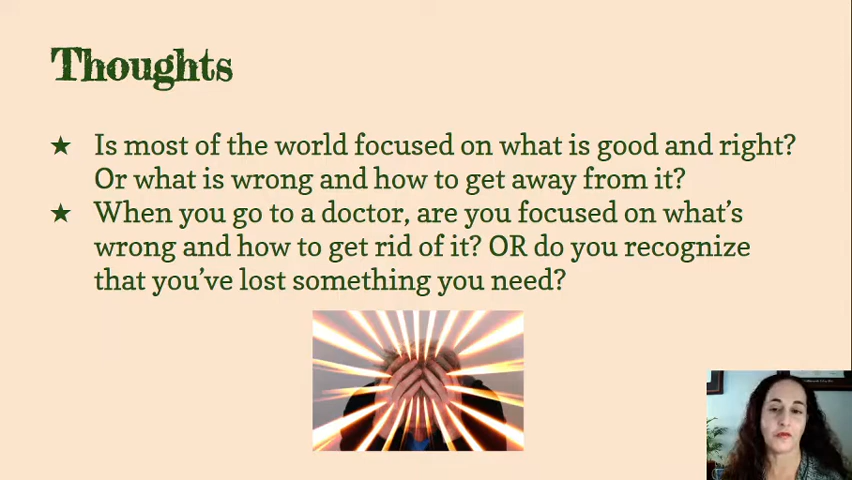 Thoughts
★ Is most of the world focused on what is good and right?
Or what is wrong and how to get away from it?
★ When you go to a doctor, are you focused on what's
wrong and how to get rid of it? OR do you recognize
that you've lost something you need?